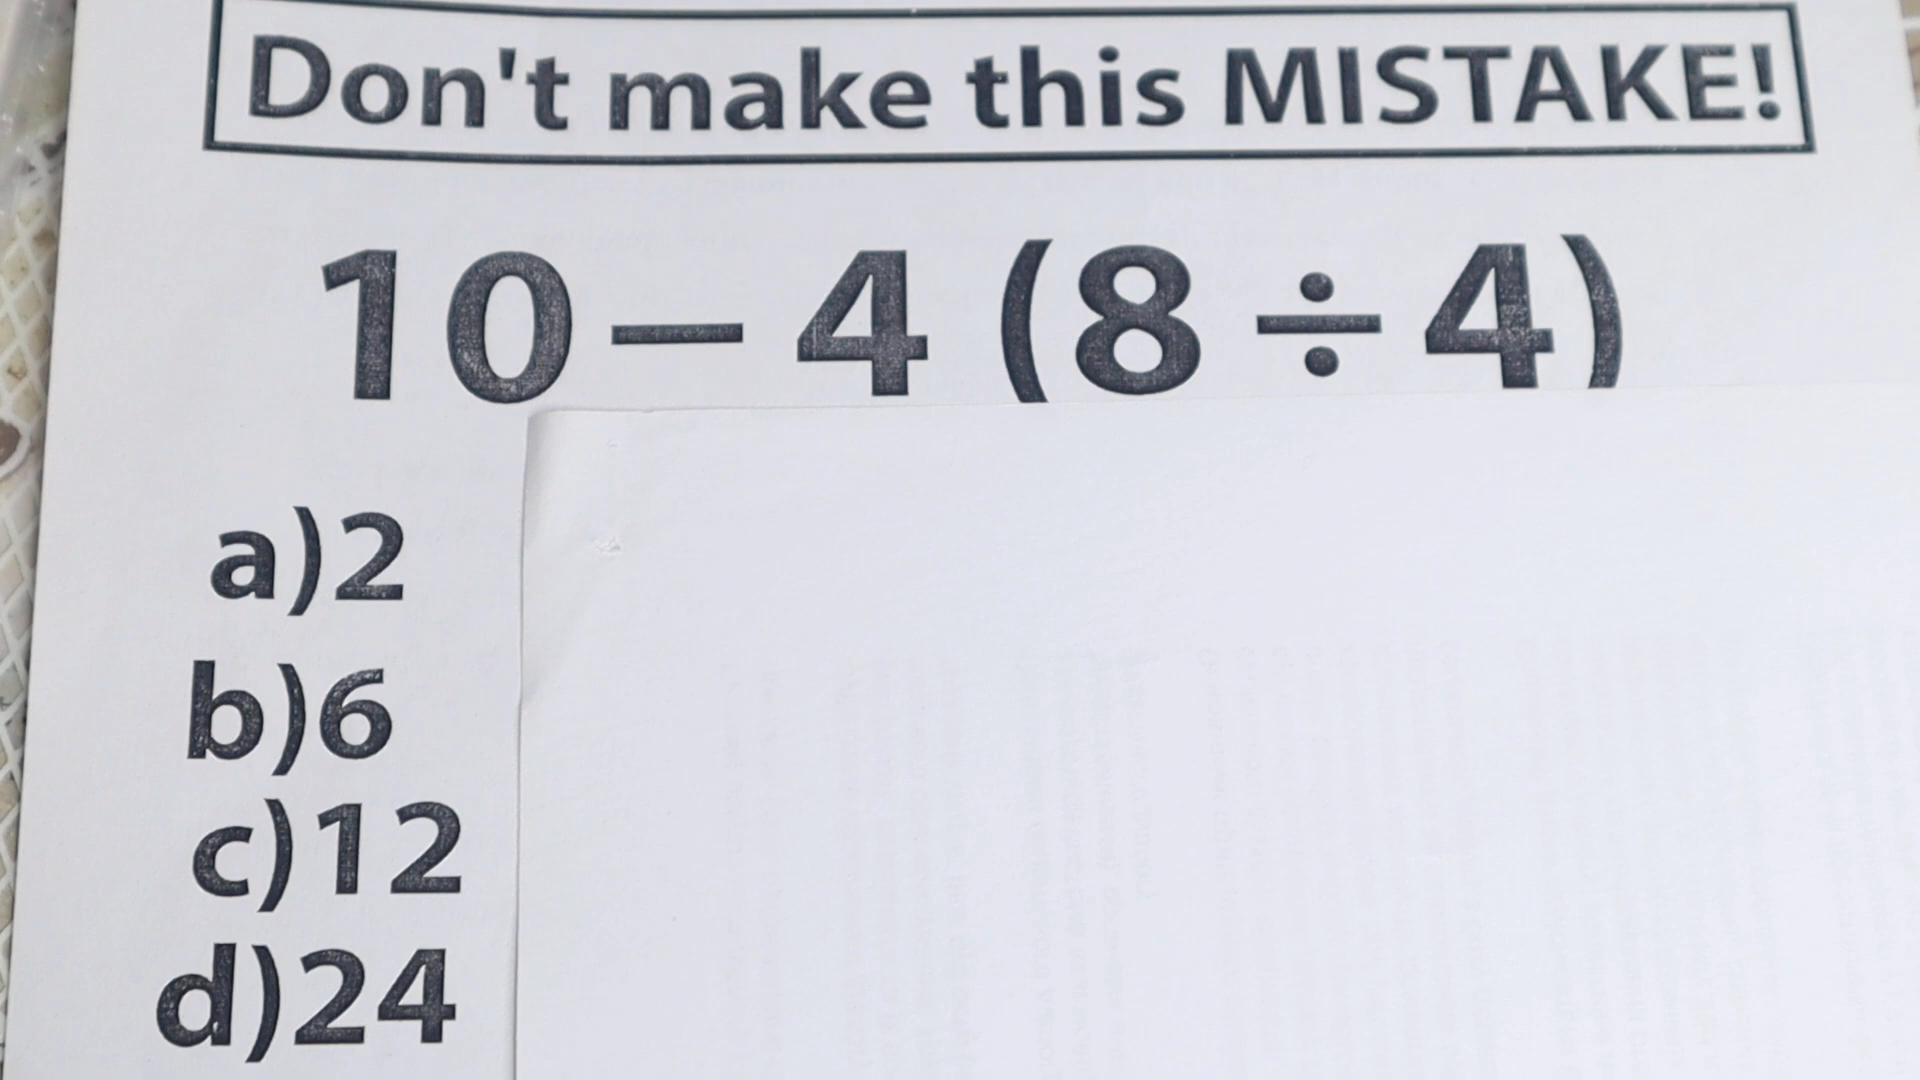 Don't make this MISTAKE!
10 – 4 (8 ÷ 4)
a)2
b)6
c)12
d)24